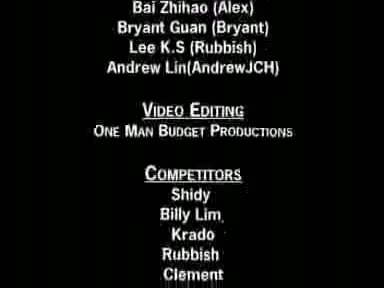 Bai Zhihao (Alex)
Bryant Guan (Bryant)
Lee K.S (Rubbish)
Andrew Lin(AndrewJCH)
VIDEO EDITING
ONE MAN BUDGET PRODUCTIONS
COMPETITORS
Shidy
Billy Lim
Krado
Rubbish
Clement